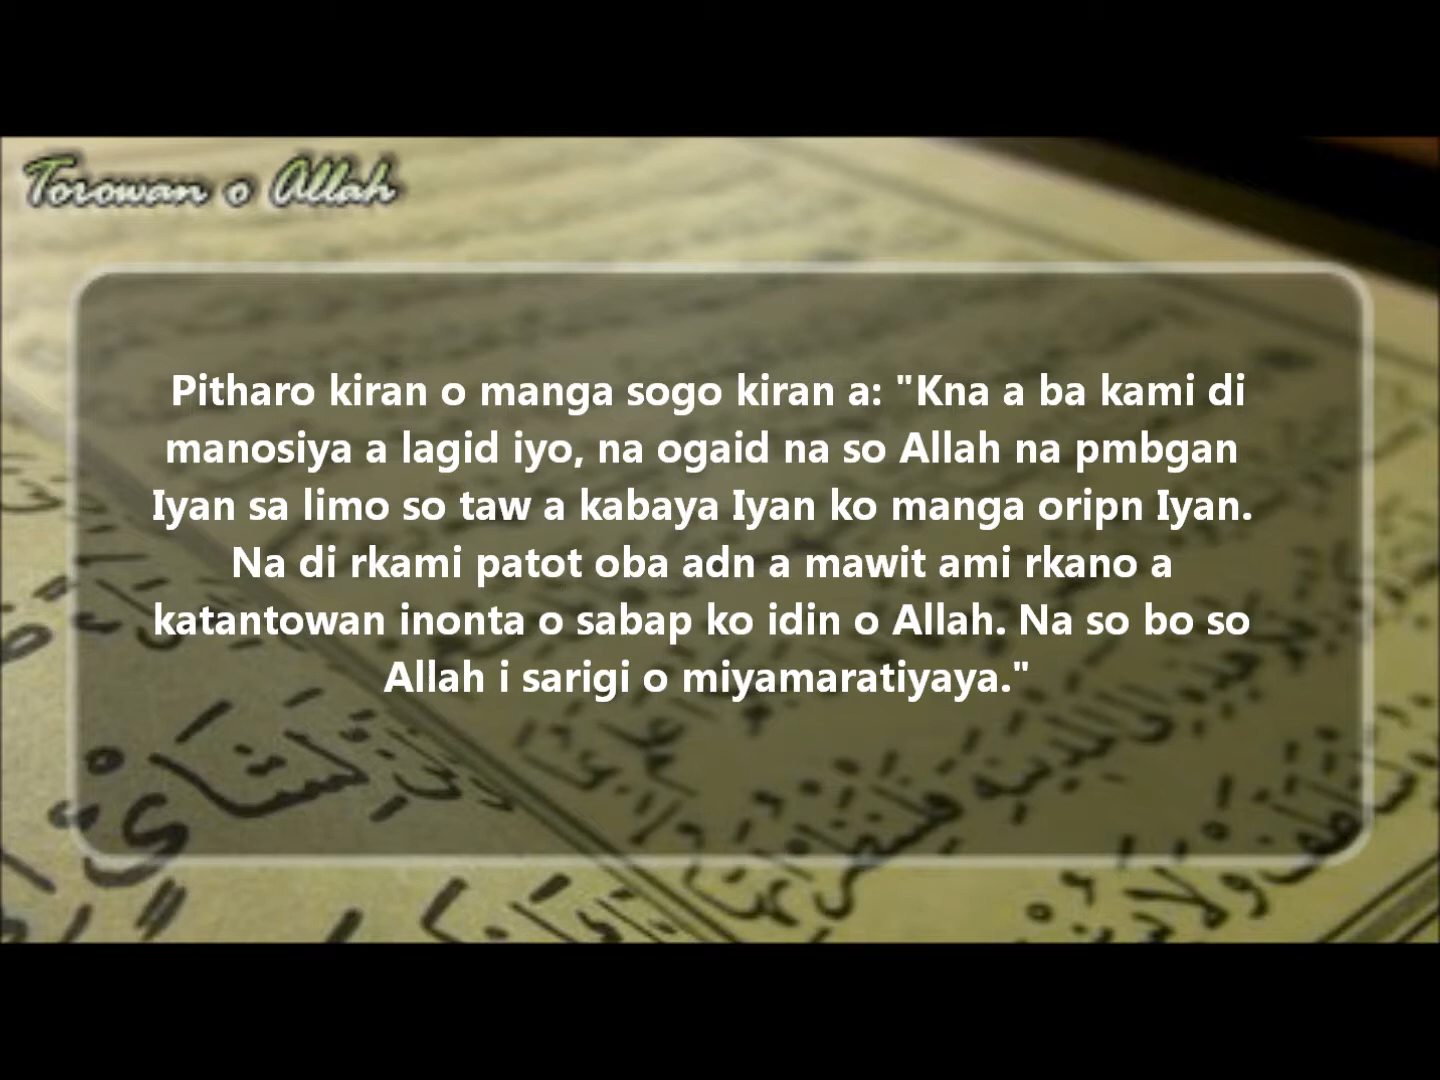 Torowan o Allah
Pitharo kiran o manga sogo kiran a: "Kna a ba kami di
manosiya a lagid iyo, na ogaid na so Allah na pmbgan
Iyan sa limo so taw a kabaya Iyan ko manga oripn Iyan.
Na di rkami patot oba adn a mawit ami rkano a
katantowan inonta o sabap ko idin o Allah. Na so bo so
Allah i sarigi o miyamaratiyaya."